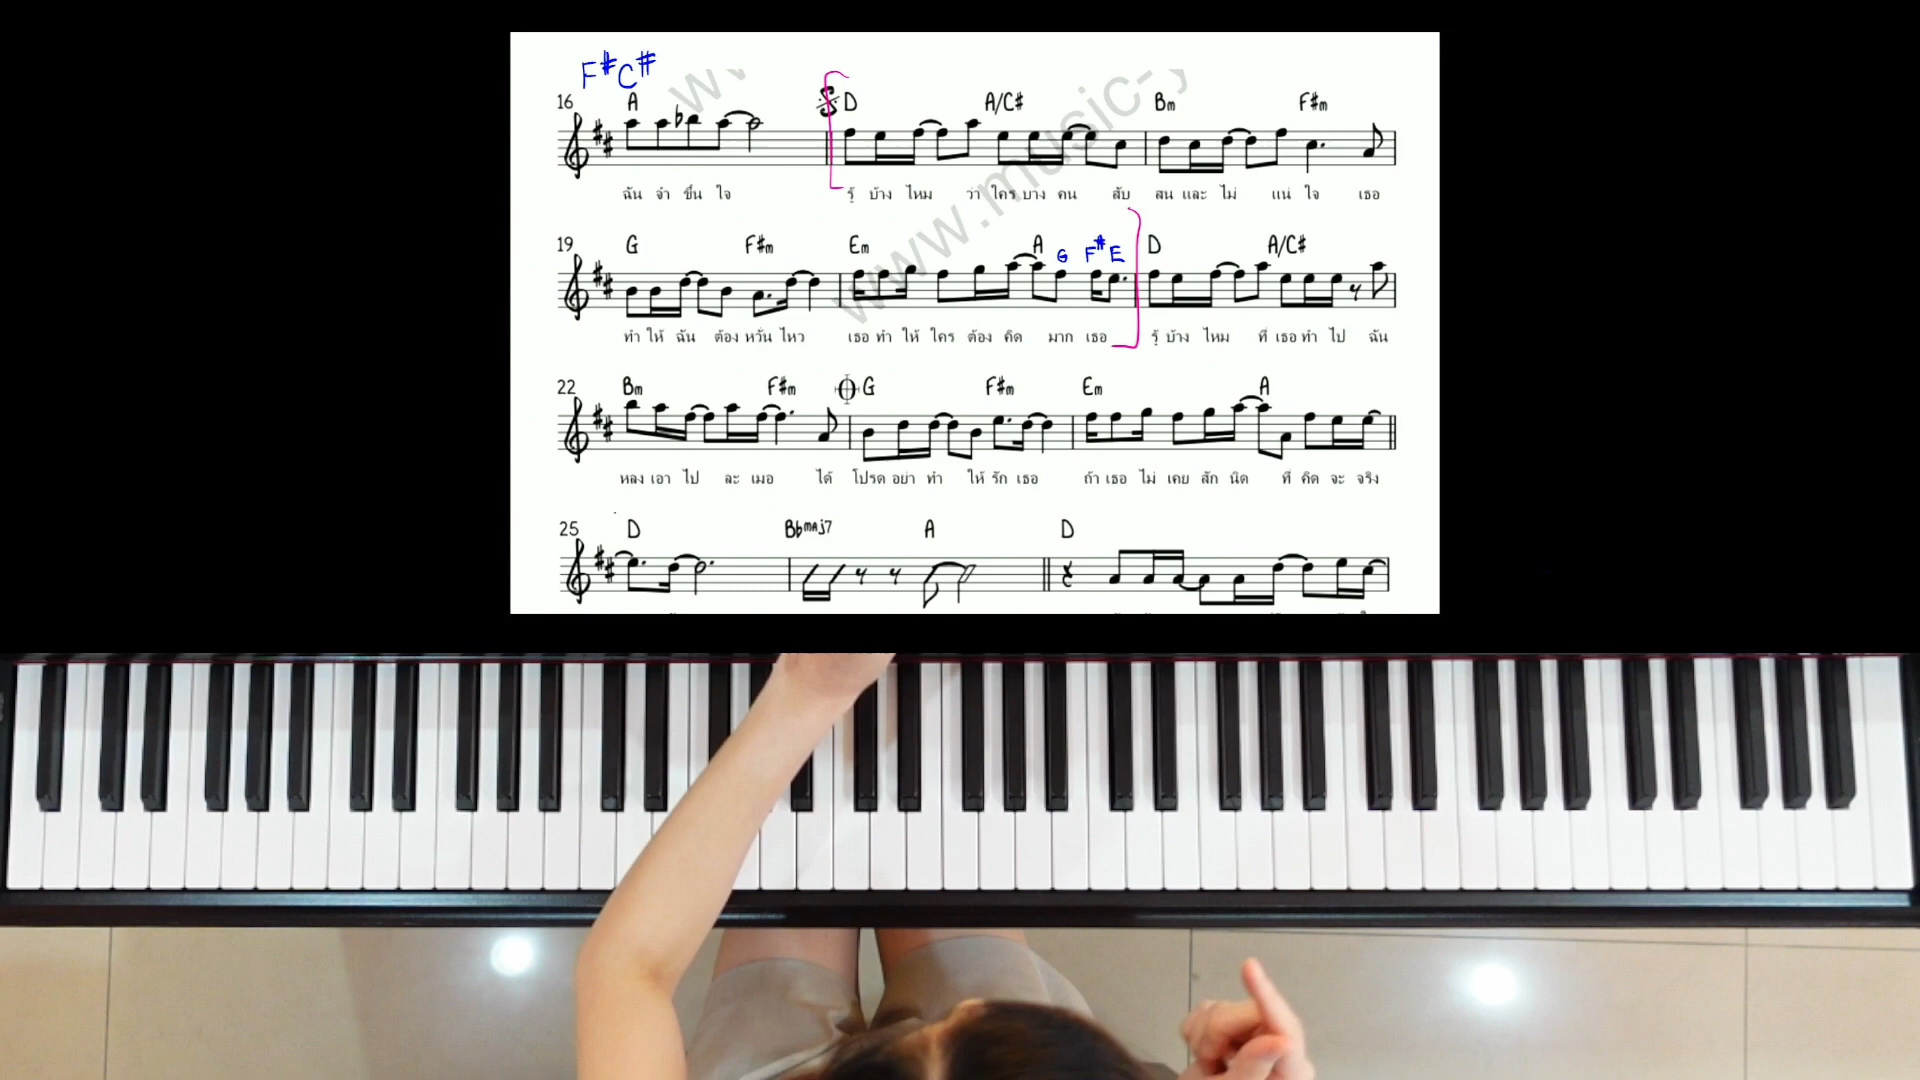 F# C#
16 A D A/C# Bm F#m
ฉัน จำ ขึ้น ใจ รู้ บ้าง ไหม ว่า ใคร บาง คน สับ สน และ ไม่ แน่ ใจ เธอ
19 G F#m Em A G F# E D A/C#
ทำ ให้ ฉัน ต้อง หวั่น ไหว เธอ ทำ ให้ ใคร ต้อง คิด มาก เธอ รู้ บ้าง ไหม ที่ เธอ ทำ ไป ฉัน
22 Bm F#m G F#m Em A
หลง เอา ไป ละ เมอ ได้ โปรด อย่า ทำ ให้ รัก เธอ ถ้า เธอ ไม่ เคย สัก นิด ที่ คิด จะ จริง
25 D BbMaj7 A D
www.music-